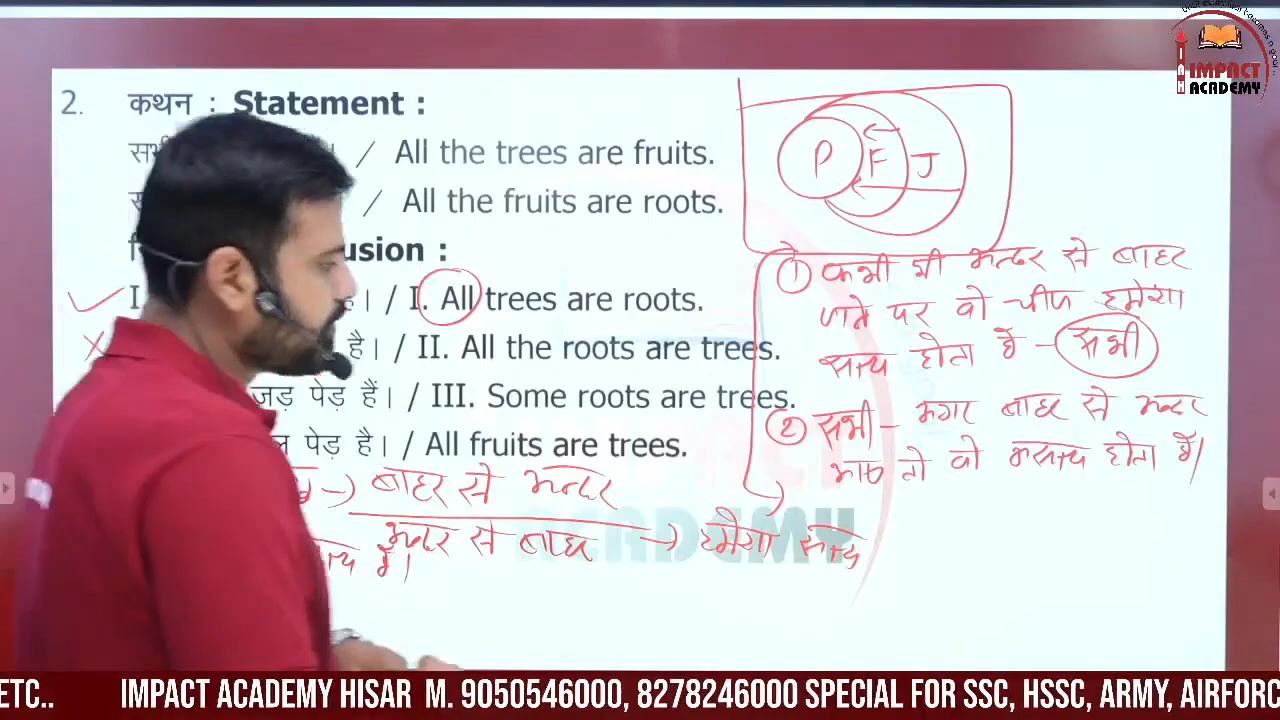 2. कथन : Statement :
/ All the trees are fruits.
/ All the fruits are roots.
usion :
I. है। / I. All trees are roots.
है। / II. All the roots are trees.
जड़ पेड़ हैं। / III. Some roots are trees.
पेड़ है। / All fruits are trees.
P F J
① कभी भी अन्दर से बाहर
जाने पर वो चीज हमेशा
सत्य होता है - सभी
② सभी - अगर बाहर से अन्दर
आए तो वो असत्य होता है।
-> बाहर से अन्दर
अन्दर से बाहर -> हमेशा सत्य
है।
ACADEMY
IMPACT
ACADEMY
ETC.. IMPACT ACADEMY HISAR M. 9050546000, 8278246000 SPECIAL FOR SSC, HSSC, ARMY, AIRFORC